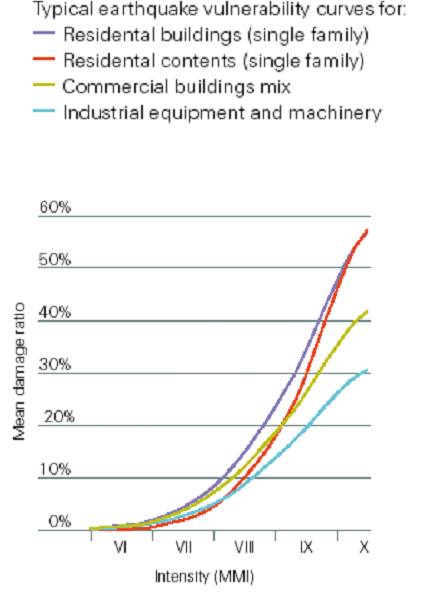 Typical earthquake vulnerability curves for:
Residental buildings (single family)
Residental contents (single family)
Commercial buildings mix
Industrial equipment and machinery
60%
50%
40%
30%
20%
10%
0%
Mean damage ratio
VI VII VIII IX X
Intensity (MMI)